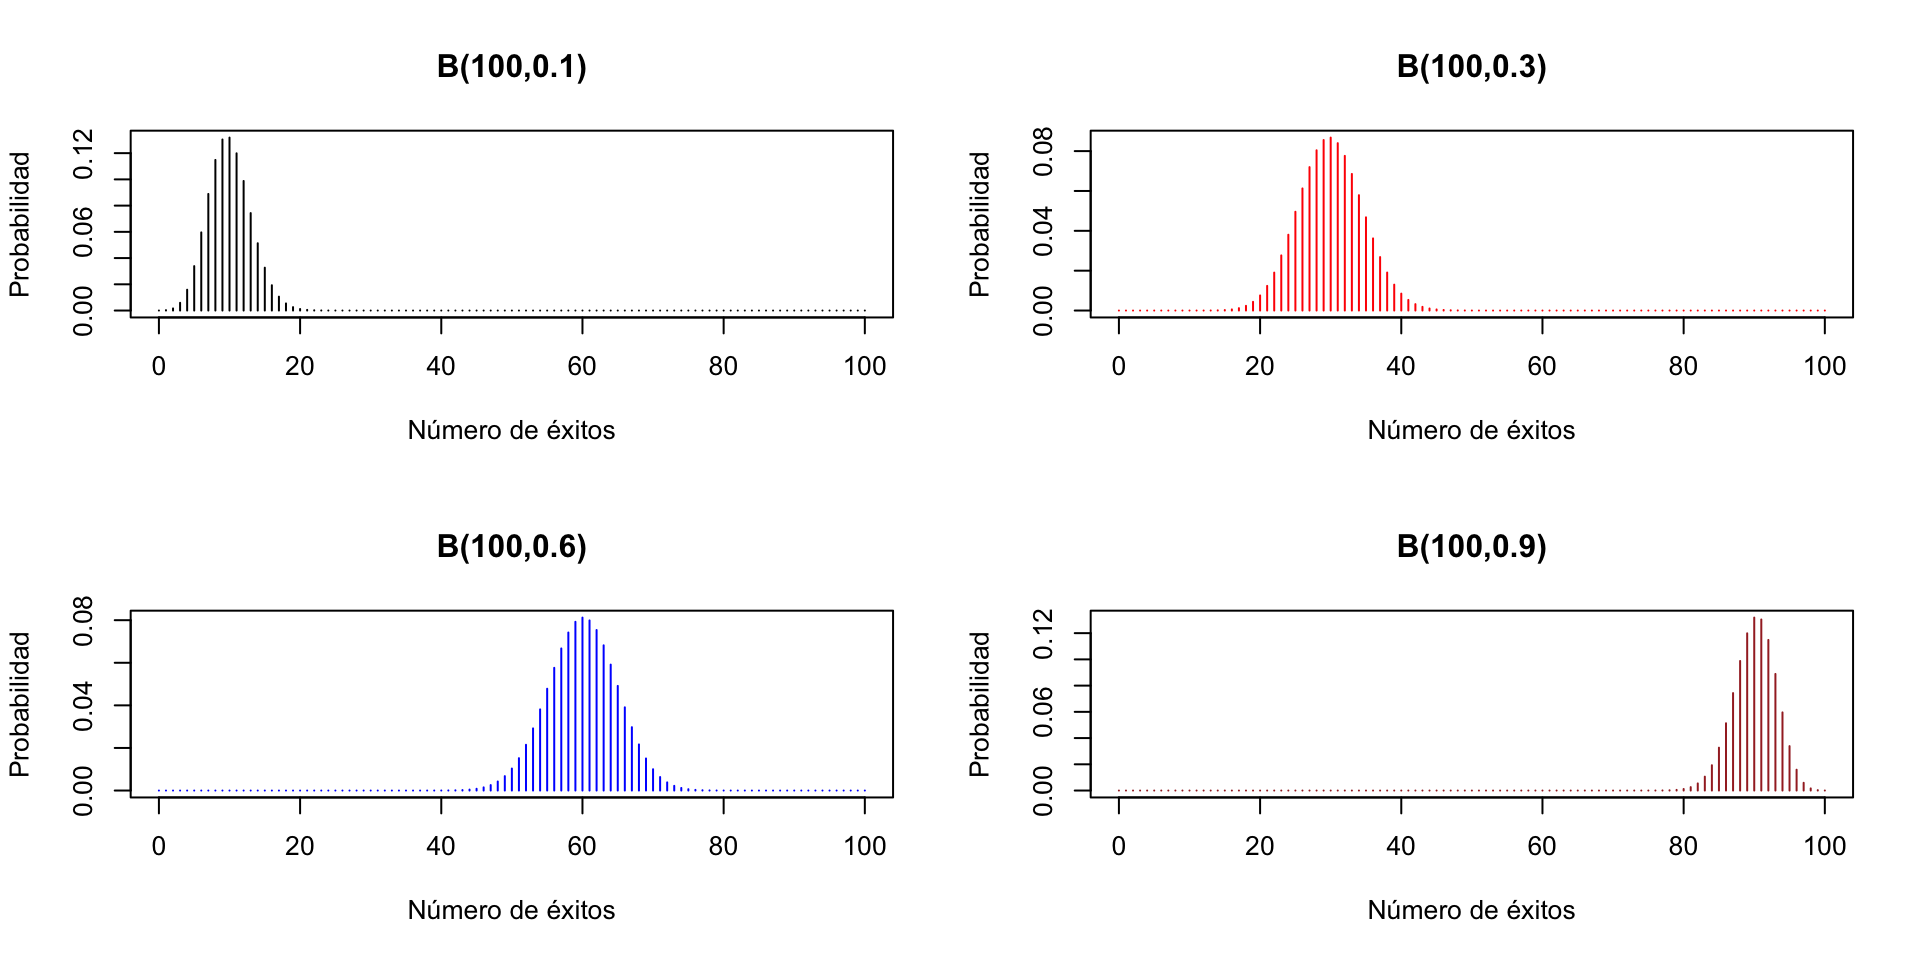 B(100,0.1)
Probabilidad
0.00 0.06 0.12
0 20 40 60 80 100
Número de éxitos
B(100,0.3)
Probabilidad
0.00 0.04 0.08
0 20 40 60 80 100
Número de éxitos
B(100,0.6)
Probabilidad
0.00 0.04 0.08
0 20 40 60 80 100
Número de éxitos
B(100,0.9)
Probabilidad
0.00 0.06 0.12
0 20 40 60 80 100
Número de éxitos